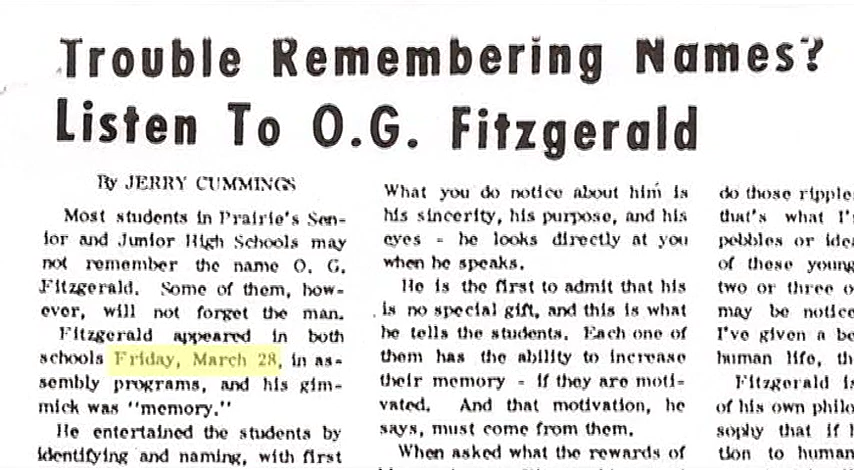 Trouble Remembering Names?
Listen To O.G. Fitzgerald
By JERRY CUMMINGS
Most students in Prairie's Sen-
ior and Junior High Schools may
not remember the name O. G.
Fitzgerald. Some of them, how-
ever, will not forget the man.
Fitzgerald appeared in both
schools Friday, March 28, in as-
sembly programs, and his gim-
mick was "memory."
He entertained the students by
identifying and naming, with first
What you do notice about him is
his sincerity, his purpose, and his
eyes - he looks directly at you
when he speaks.
He is the first to admit that his
is no special gift, and this is what
he tells the students. Each one of
them has the ability to increase
their memory - if they are moti-
vated. And that motivation, he
says, must come from them.
When asked what the rewards of
do those ripple
that's what I'
pebbles or ide
of these young
two or three o
may be notice
I've given a be
human life, th
Fitzgerald is
of his own philo
sophy that if h
tion to human